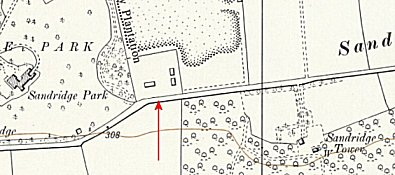 y Plantation
E PARK
Sand
Sandridge Park
dge
308
Sandridge
Tower
W